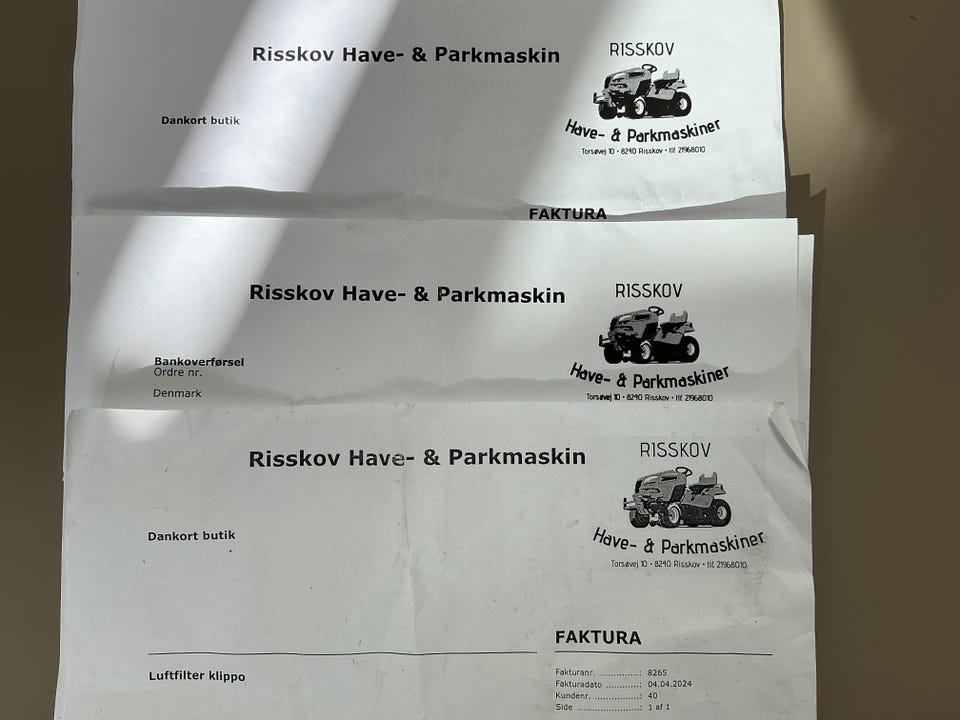 Risskov Have- & Parkmaskin
RISSKOV
Have- & Parkmaskiner
Torsøvej 10 • 8240 Risskov • tlf. 21968010
Dankort butik
FAKTURA
Risskov Have- & Parkmaskin
RISSKOV
Have- & Parkmaskiner
Torsøvej 10 • 8240 Risskov • tlf. 21968010
Bankoverførsel
Ordre nr.
Denmark
Risskov Have- & Parkmaskin
RISSKOV
Have- & Parkmaskiner
Torsøvej 10 • 8240 Risskov • tlf. 21968010
Dankort butik
FAKTURA
Luftfilter klippo
Fakturanr. ............: 8265
Fakturadato ..........: 04.04.2024
Kundenr. ..............: 40
Side ...................: 1 af 1